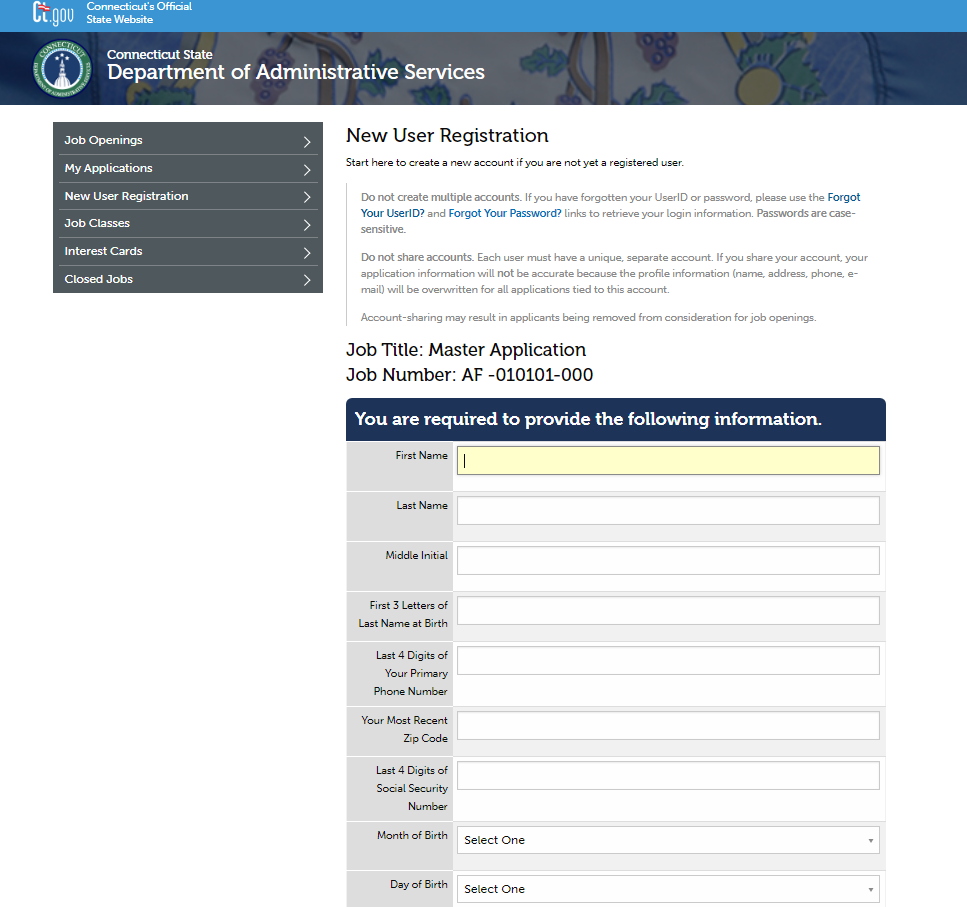 Ct.gov
Connecticut's Official
State Website
Connecticut State
Department of Administrative Services
Job Openings
My Applications
New User Registration
Job Classes
Interest Cards
Closed Jobs
New User Registration
Start here to create a new account if you are not yet a registered user.
Do not create multiple accounts. If you have forgotten your UserID or password, please use the Forgot
Your UserID? and Forgot Your Password? links to retrieve your login information. Passwords are case-
sensitive.
Do not share accounts. Each user must have a unique, separate account. If you share your account, your
application information will not be accurate because the profile information (name, address, phone, e-
mail) will be overwritten for all applications tied to this account.
Account-sharing may result in applicants being removed from consideration for job openings.
Job Title: Master Application
Job Number: AF -010101-000
You are required to provide the following information.
First Name
Last Name
Middle Initial
First 3 Letters of
Last Name at Birth
Last 4 Digits of
Your Primary
Phone Number
Your Most Recent
Zip Code
Last 4 Digits of
Social Security
Number
Month of Birth
Select One
Day of Birth
Select One